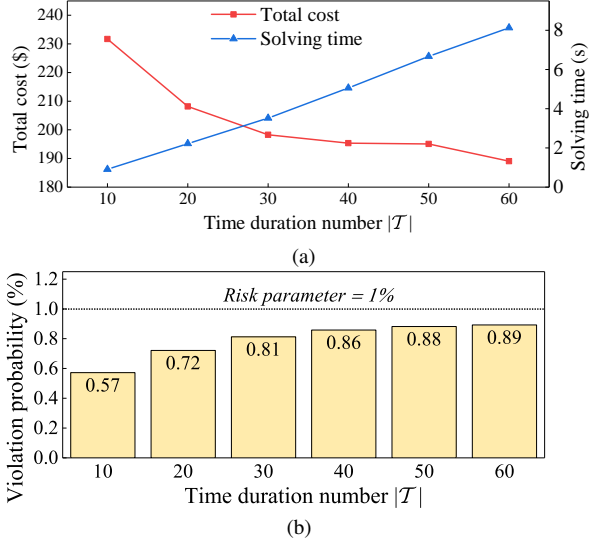 Total cost
Solving time
240
230
220
210
200
190
180
8
6
4
2
0
Total cost ($)
Solving time (s)
10 20 30 40 50 60
Time duration number |𝒯|
(a)
1.2
1.0
0.8
0.6
0.4
0.2
0.0
Violation probability (%)
Risk parameter = 1%
0.57 0.72 0.81 0.86 0.88 0.89
10 20 30 40 50 60
Time duration number |𝒯|
(b)